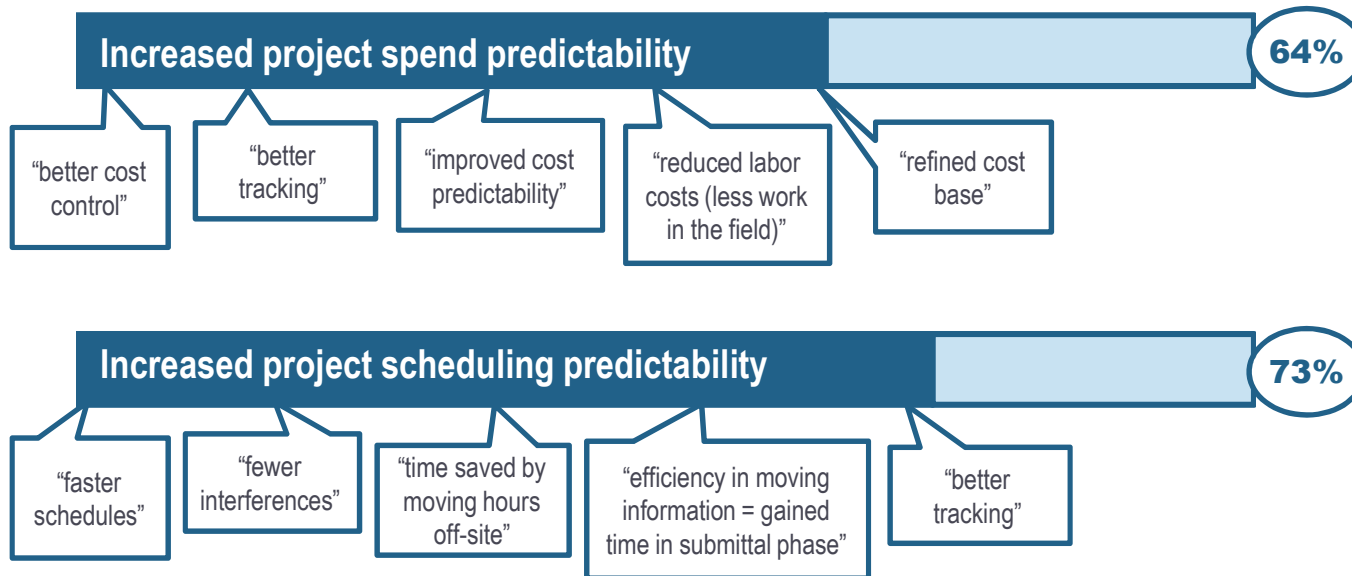 Increased project spend predictability
64%
“better cost
control”
“better
tracking”
“improved cost
predictability”
“reduced labor
costs (less work
in the field)”
“refined cost
base”
Increased project scheduling predictability
73%
“faster
schedules”
“fewer
interferences”
“time saved by
moving hours
off-site”
“efficiency in moving
information = gained
time in submittal phase”
“better
tracking”